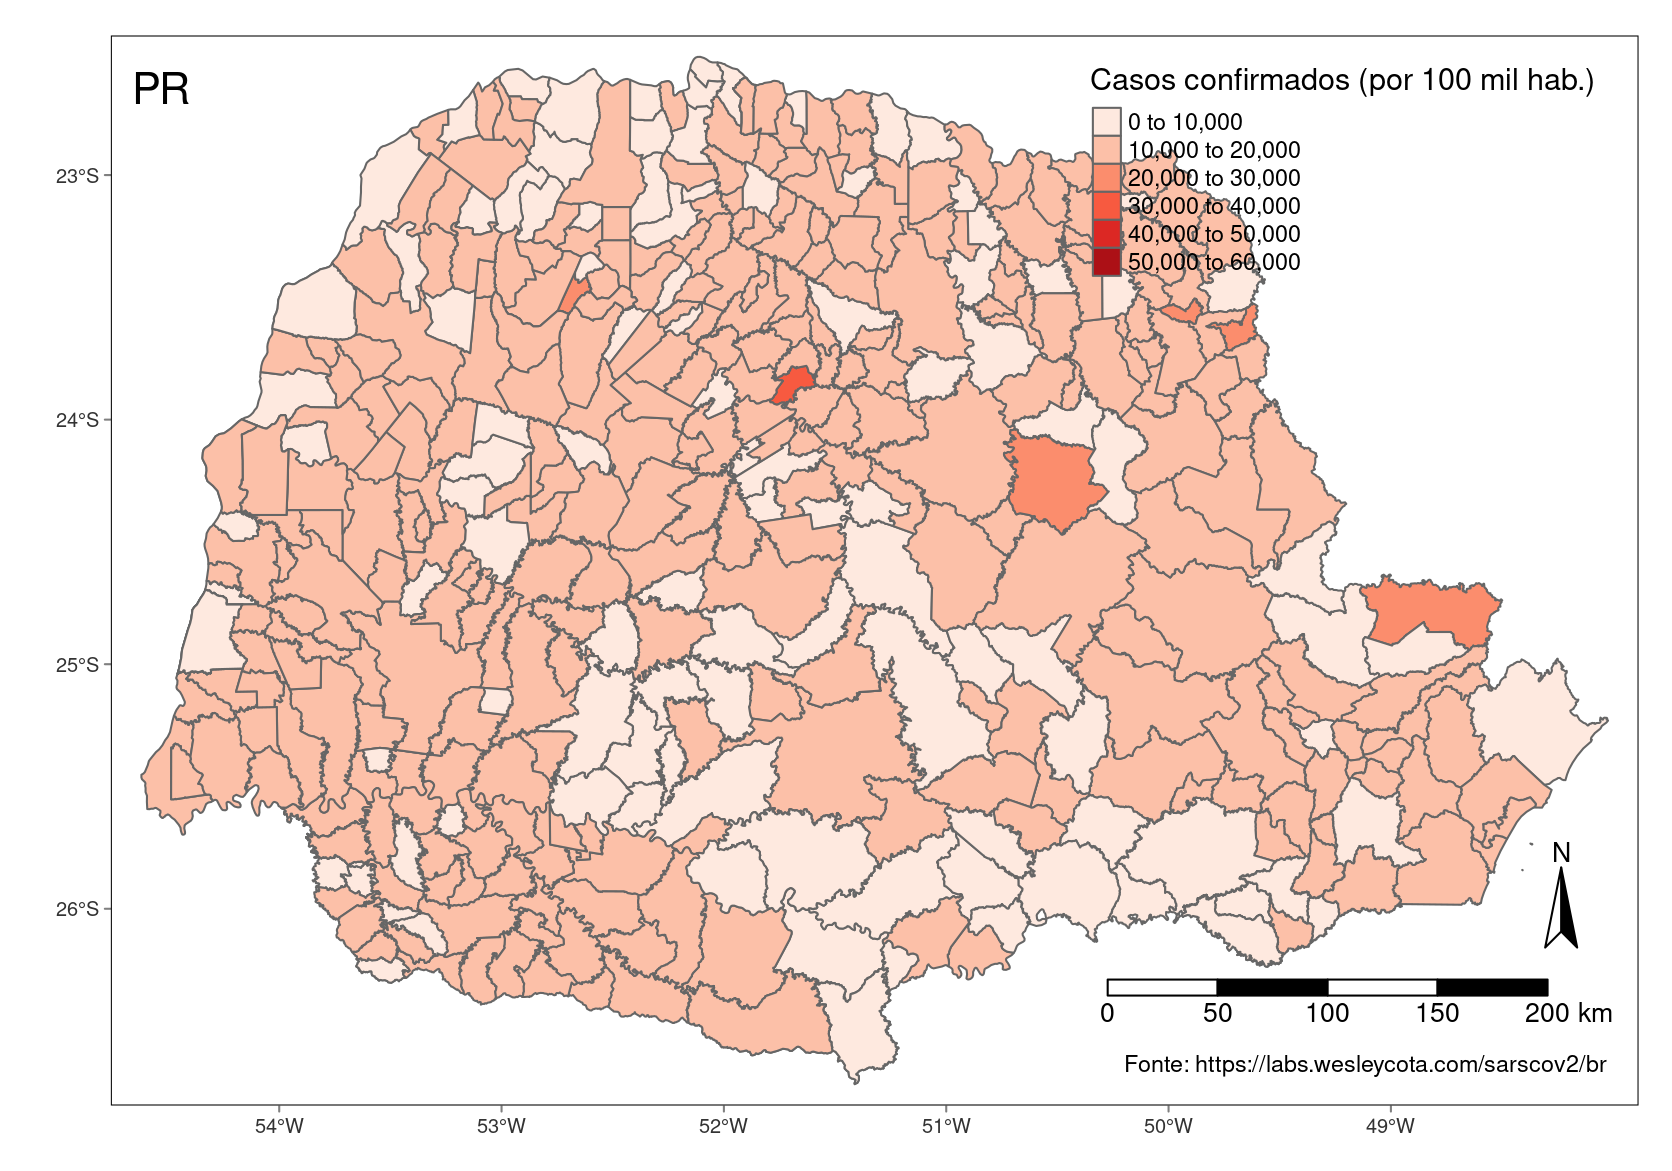 PR
Casos confirmados (por 100 mil hab.)
0 to 10,000
10,000 to 20,000
20,000 to 30,000
30,000 to 40,000
40,000 to 50,000
50,000 to 60,000
23°S
24°S
25°S
26°S
N
0 50 100 150 200 km
Fonte: https://labs.wesleycota.com/sarscov2/br
54°W 53°W 52°W 51°W 50°W 49°W